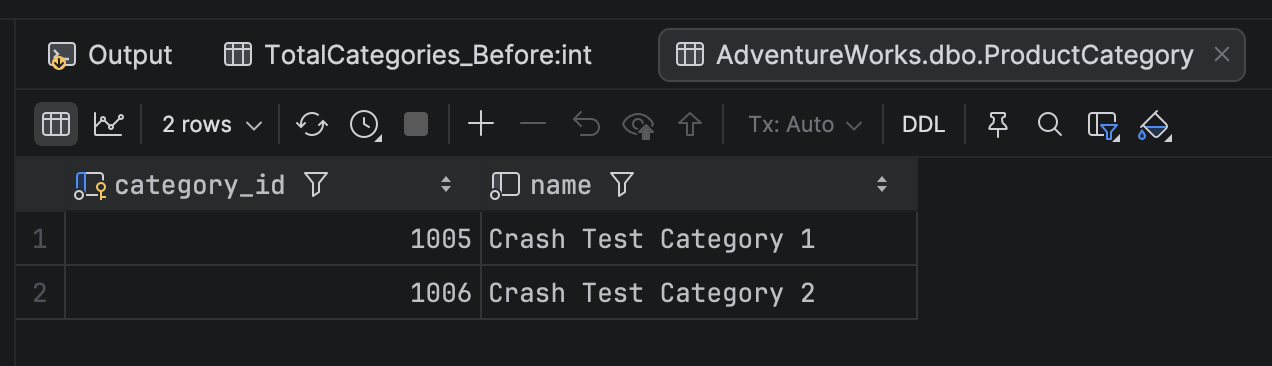 Output TotalCategories_Before:int AdventureWorks.dbo.ProductCategory
2 rows Tx: Auto DDL
category_id name
1 1005 Crash Test Category 1
2 1006 Crash Test Category 2